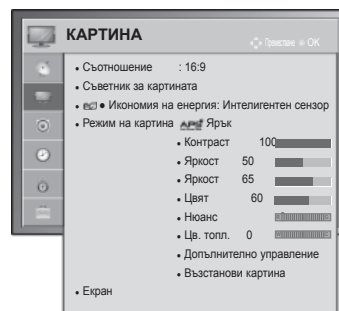 КАРТИНА
Преместване OK
• Съотношение : 16:9
• Съветник за картината
• ● Икономия на енергия: Интелигентен сензор
• Режим на картина Ярък
• Контраст 100
• Яркост 50
• Яркост 65
• Цвят 60
• Нюанс
• Цв. топл. 0
• Допълнително управление
• Възстанови картина
• Екран